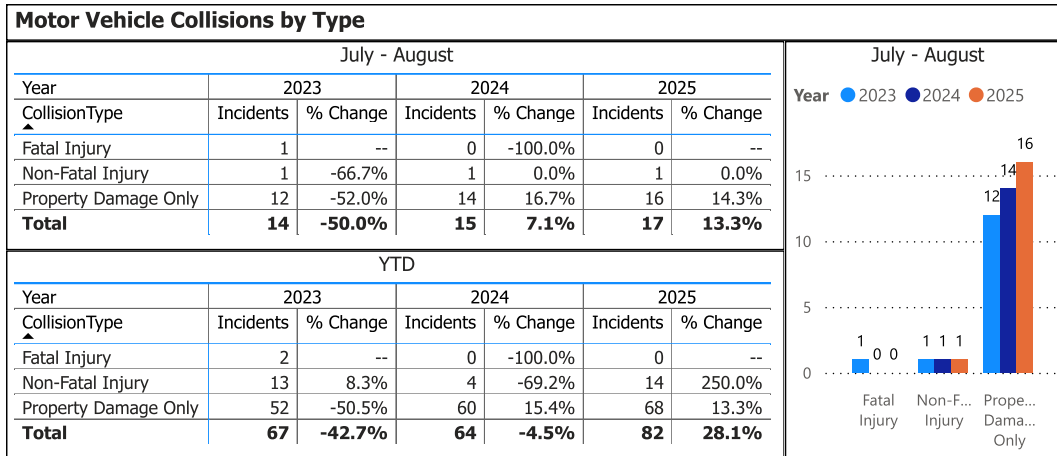 Motor Vehicle Collisions by Type
July - August
Year 2023 2024 2025
CollisionType Incidents % Change Incidents % Change Incidents % Change
Fatal Injury 1 -- 0 -100.0% 0 --
Non-Fatal Injury 1 -66.7% 1 0.0% 1 0.0%
Property Damage Only 12 -52.0% 14 16.7% 16 14.3%
Total 14 -50.0% 15 7.1% 17 13.3%
YTD
Year 2023 2024 2025
CollisionType Incidents % Change Incidents % Change Incidents % Change
Fatal Injury 2 -- 0 -100.0% 0 --
Non-Fatal Injury 13 8.3% 4 -69.2% 14 250.0%
Property Damage Only 52 -50.5% 60 15.4% 68 13.3%
Total 67 -42.7% 64 -4.5% 82 28.1%
July - August
Year 2023 2024 2025
16
15
14
12
10
5
1 0 0 1 1 1
0
Fatal Non-F... Prope...
Injury Injury Dama...
Only